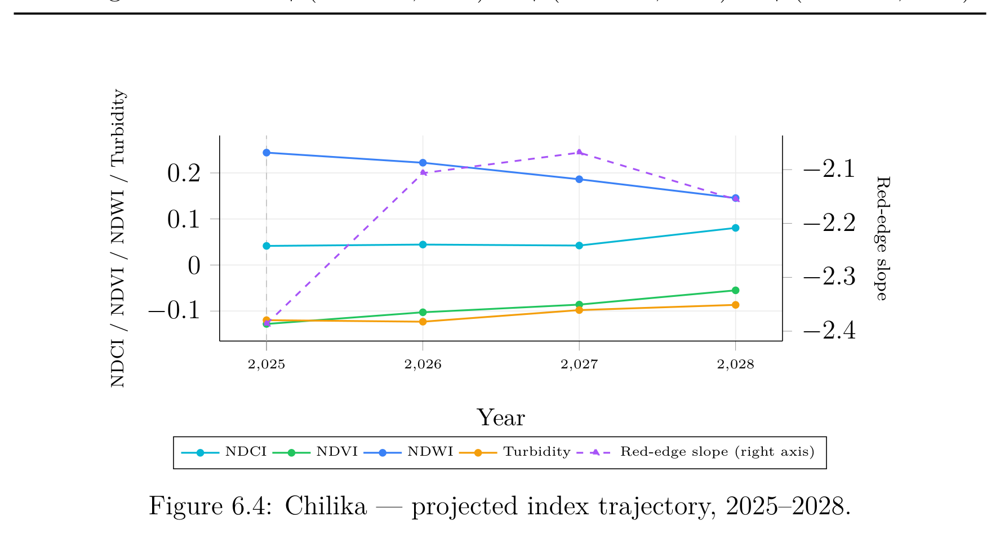 NDCI / NDVI / NDWI / Turbidity
0.2
0.1
0
−0.1
−2.1
−2.2
−2.3
−2.4
Red-edge slope
2,025 2,026 2,027 2,028
Year
NDCI NDVI NDWI Turbidity Red-edge slope (right axis)
Figure 6.4: Chilika — projected index trajectory, 2025–2028.